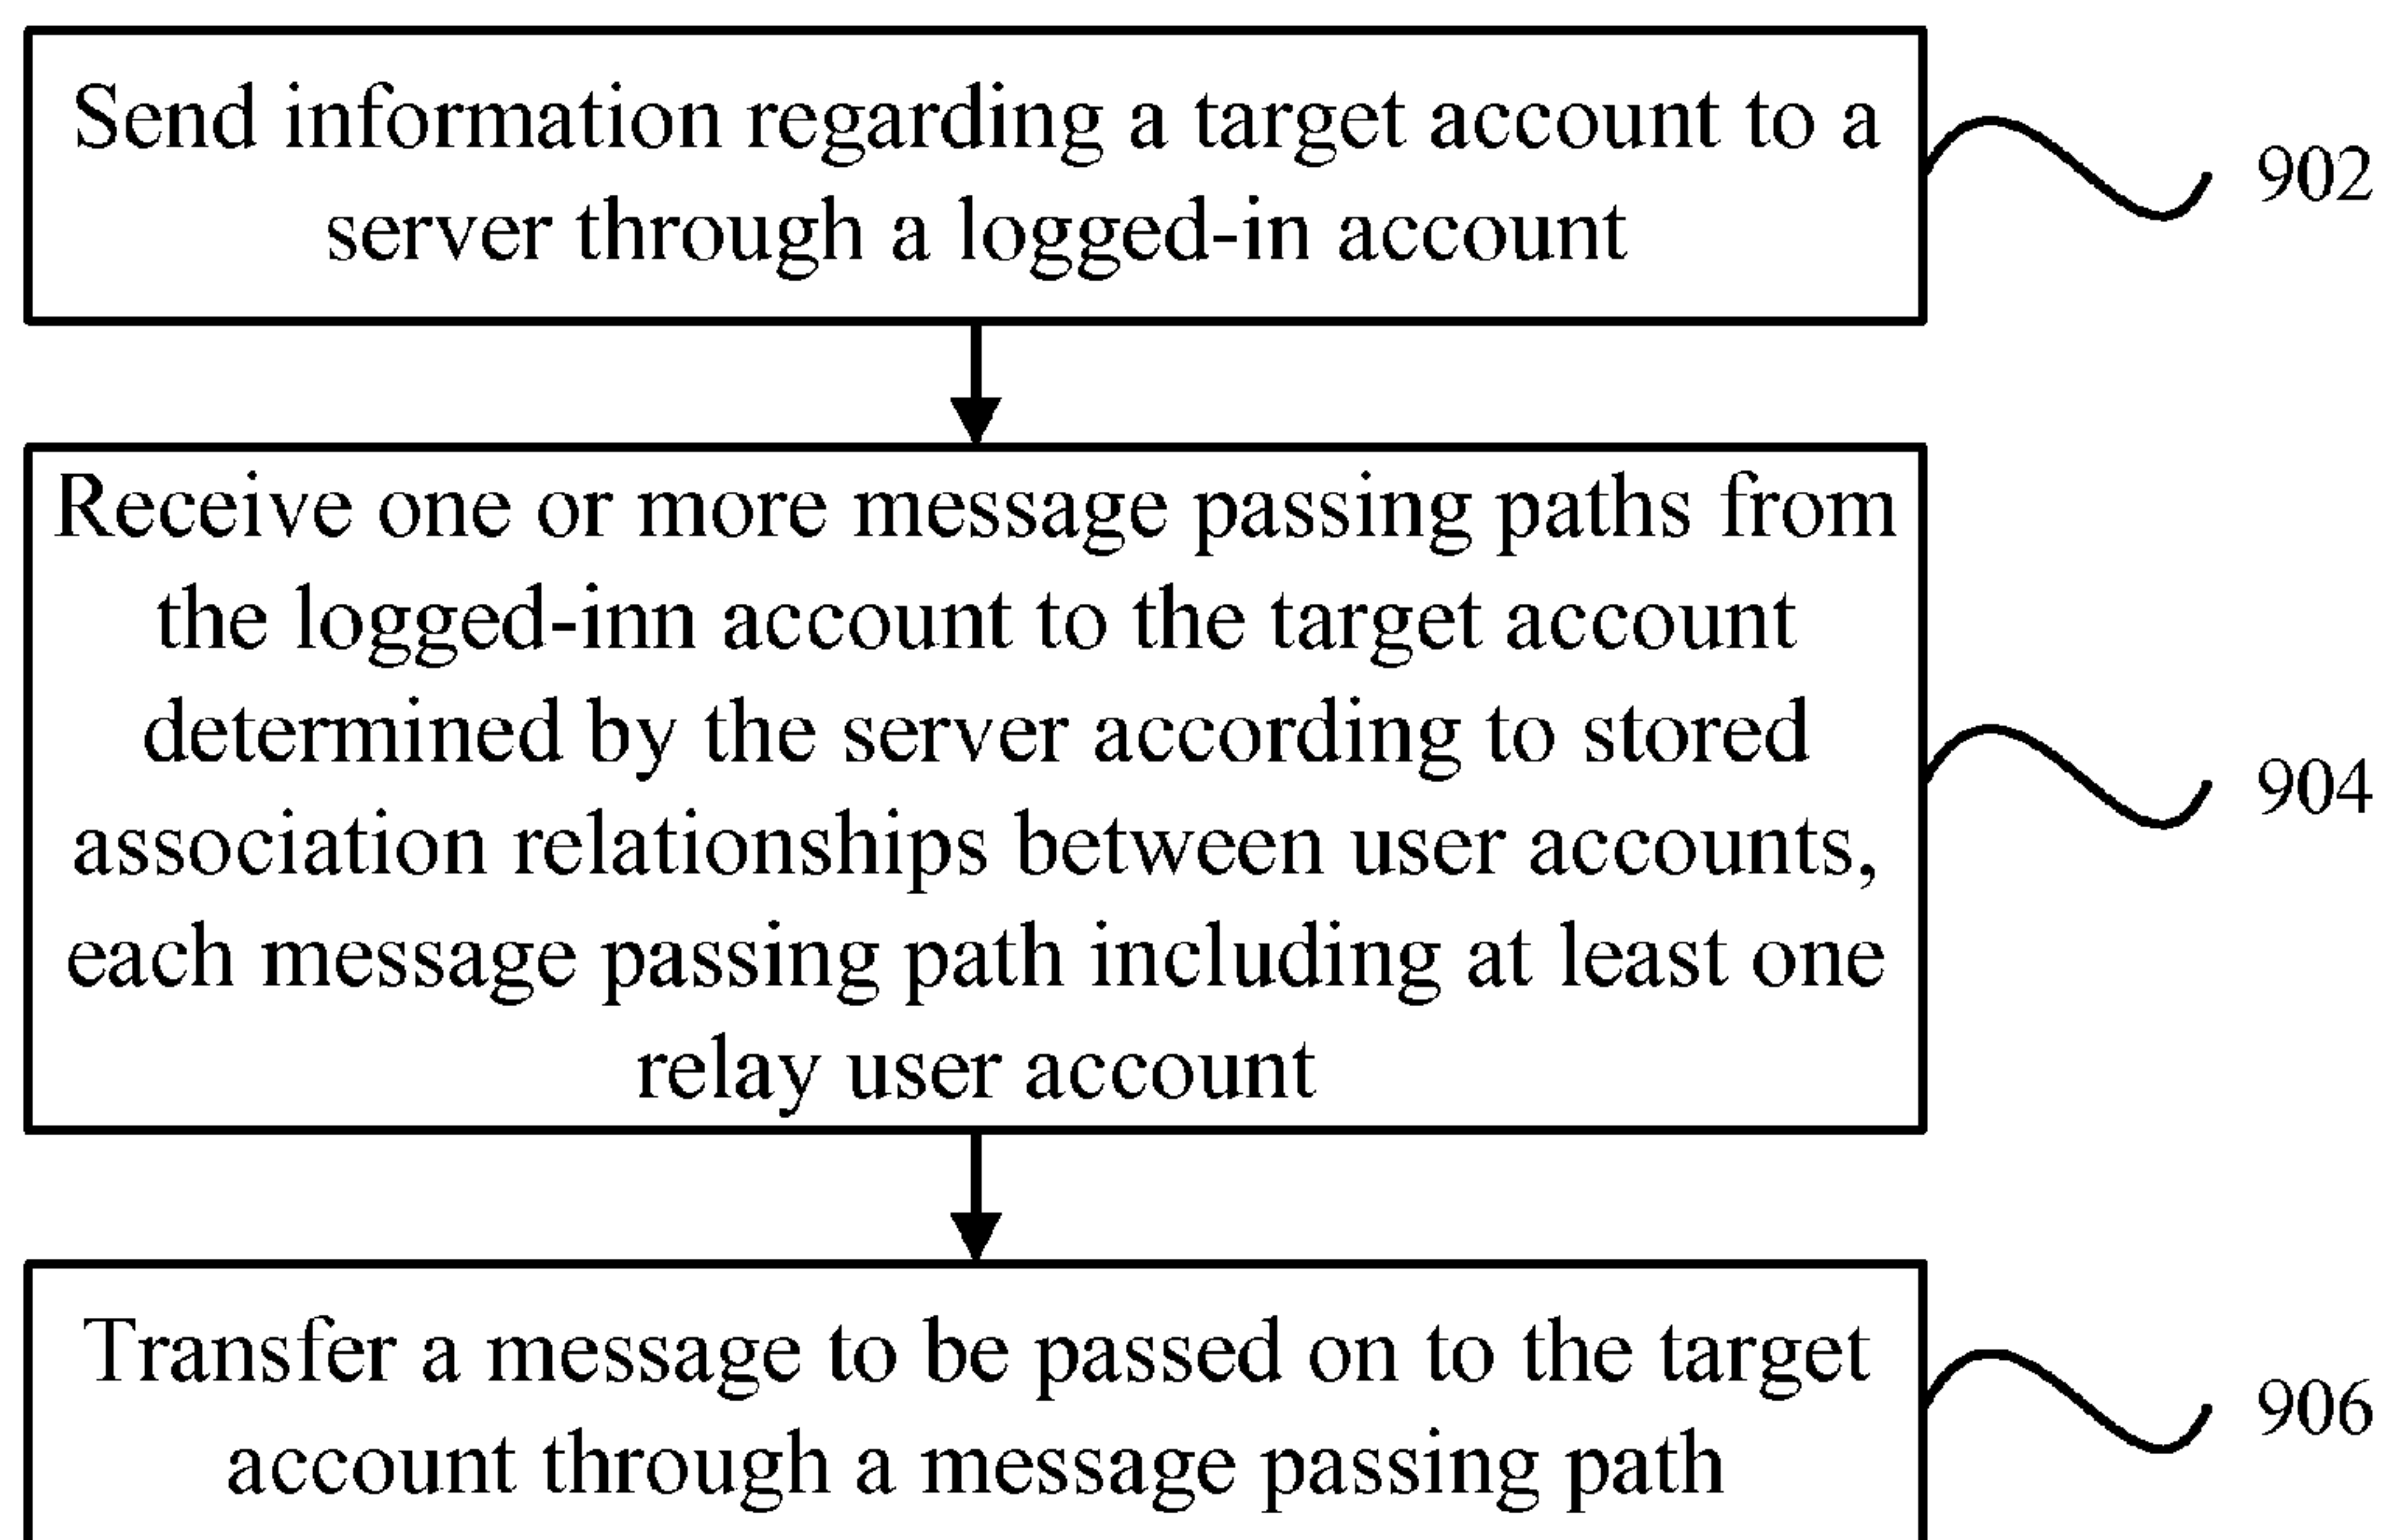 Send information regarding a target account to a
server through a logged-in account
902
Receive one or more message passing paths from
the logged-inn account to the target account
determined by the server according to stored
association relationships between user accounts,
each message passing path including at least one
relay user account
904
Transfer a message to be passed on to the target
account through a message passing path
906